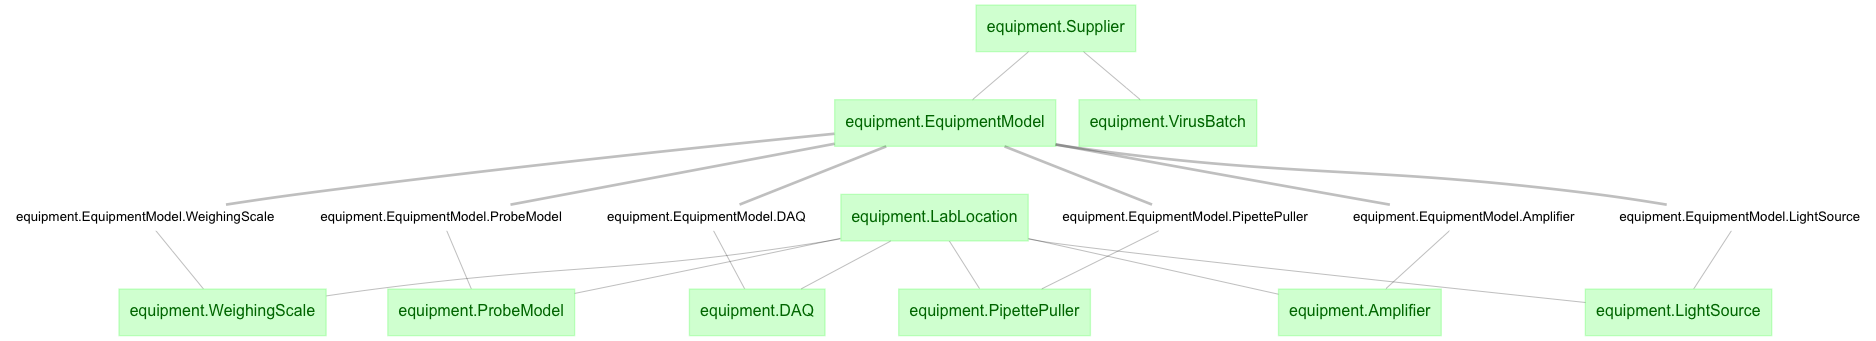 equipment.Supplier
equipment.EquipmentModel
equipment.VirusBatch
equipment.EquipmentModel.WeighingScale
equipment.EquipmentModel.ProbeModel
equipment.EquipmentModel.DAQ
equipment.LabLocation
equipment.EquipmentModel.PipettePuller
equipment.EquipmentModel.Amplifier
equipment.EquipmentModel.LightSource
equipment.WeighingScale
equipment.ProbeModel
equipment.DAQ
equipment.PipettePuller
equipment.Amplifier
equipment.LightSource